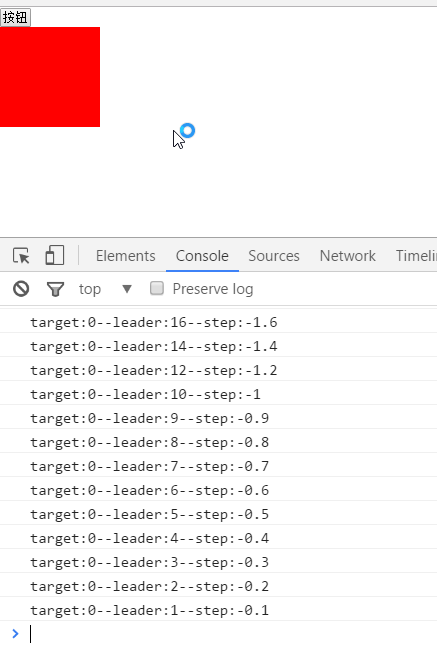 按钮
Elements Console Sources Network Timeli
top Preserve log
target:0--leader:16--step:-1.6
target:0--leader:14--step:-1.4
target:0--leader:12--step:-1.2
target:0--leader:10--step:-1
target:0--leader:9--step:-0.9
target:0--leader:8--step:-0.8
target:0--leader:7--step:-0.7
target:0--leader:6--step:-0.6
target:0--leader:5--step:-0.5
target:0--leader:4--step:-0.4
target:0--leader:3--step:-0.3
target:0--leader:2--step:-0.2
target:0--leader:1--step:-0.1